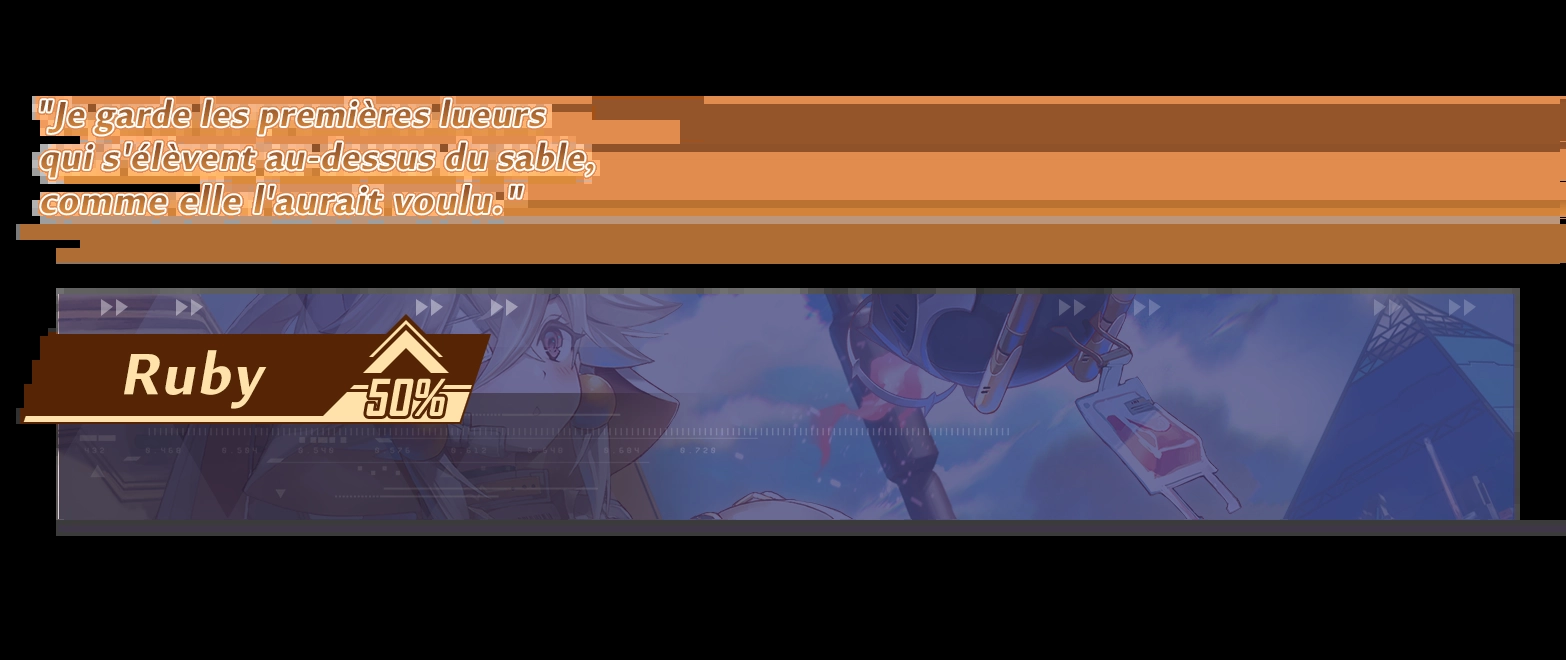 "Je garde les premières lueurs
qui s'élèvent au-dessus du sable,
comme elle l'aurait voulu."
Ruby
50%